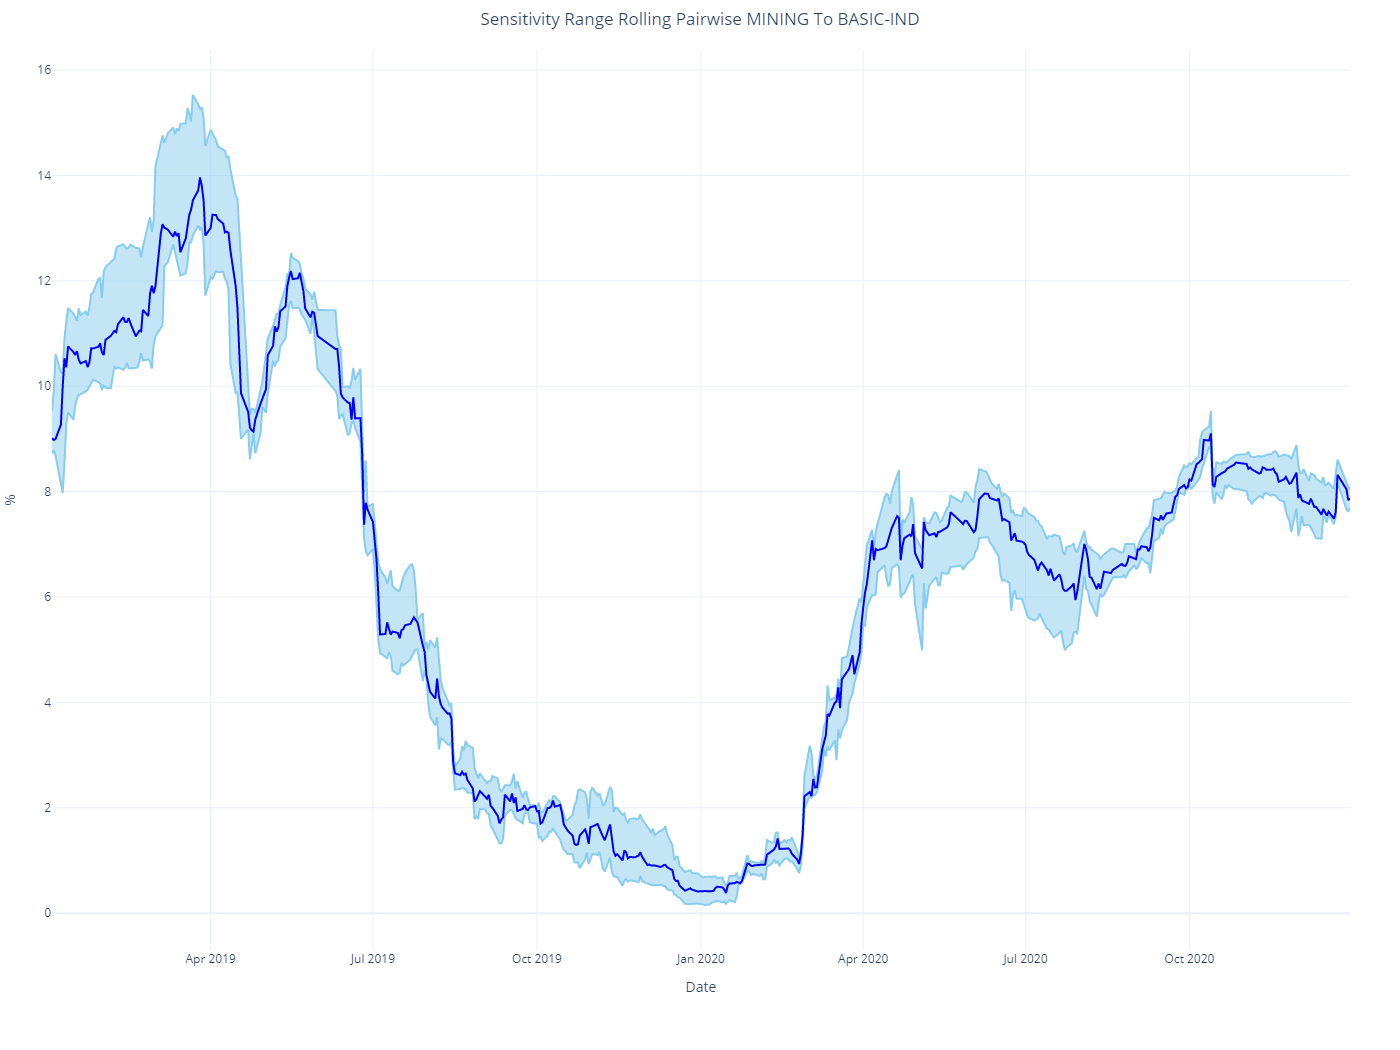 Sensitivity Range Rolling Pairwise MINING To BASIC-IND
16
14
12
10
8
6
4
2
0
%
Apr 2019
Jul 2019
Oct 2019
Jan 2020
Apr 2020
Jul 2020
Oct 2020
Date